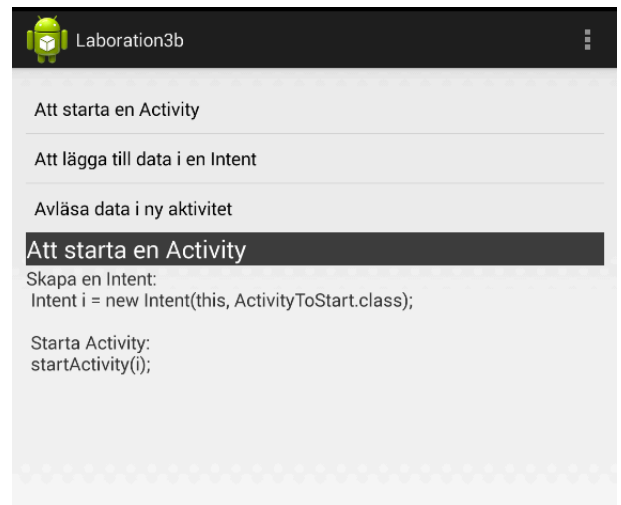 Laboration3b
Att starta en Activity
Att lägga till data i en Intent
Avläsa data i ny aktivitet
Att starta en Activity
Skapa en Intent:
Intent i = new Intent(this, ActivityToStart.class);
Starta Activity:
startActivity(i);